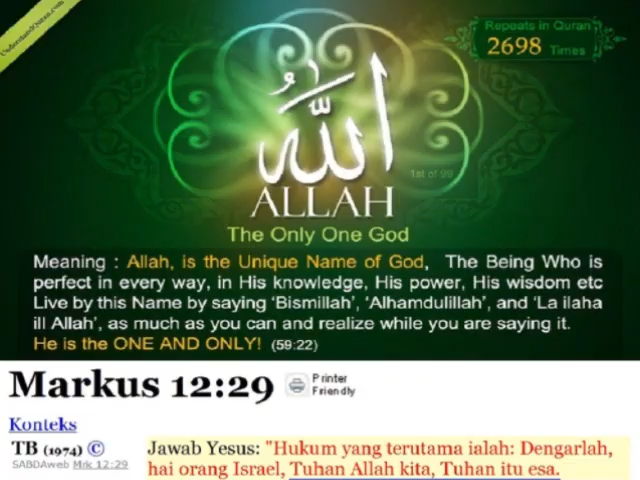 UnderstandQuran.com
Repeats in Quran
2698 Times
الله
1st of 99
ALLAH
The Only One God
Meaning : Allah, is the Unique Name of God, The Being Who is
perfect in every way, in His knowledge, His power, His wisdom etc
Live by this Name by saying ‘Bismillah’, ‘Alhamdulillah’, and ‘La ilaha
ill Allah’, as much as you can and realize while you are saying it.
He is the ONE AND ONLY! (59:22)
Markus 12:29
Printer
Friendly
Konteks
TB (1974) ©
SABDAweb Mrk 12:29
Jawab Yesus: "Hukum yang terutama ialah: Dengarlah,
hai orang Israel, Tuhan Allah kita, Tuhan itu esa.